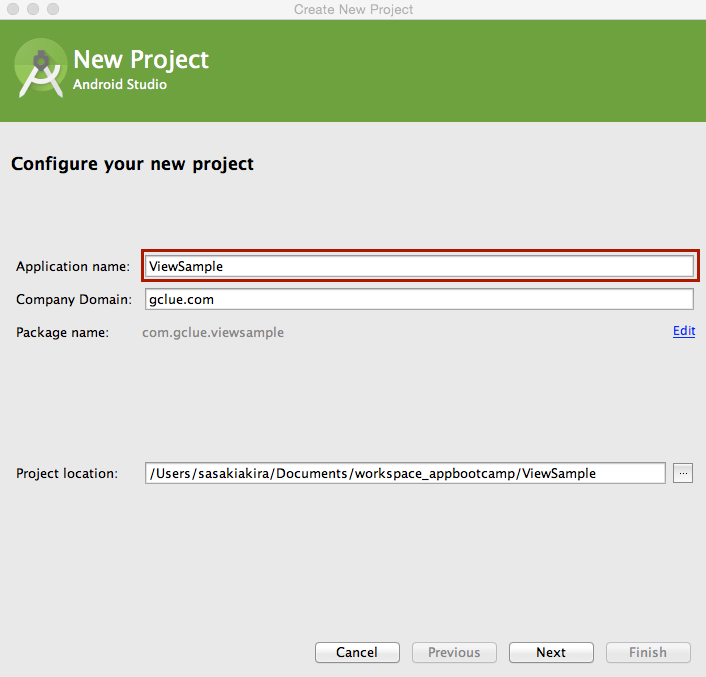 Create New Project
New Project
Android Studio
Configure your new project
Application name: ViewSample
Company Domain: gclue.com
Package name: com.gclue.viewsample Edit
Project location: /Users/sasakiakira/Documents/workspace_appbootcamp/ViewSample ...
Cancel Previous Next Finish